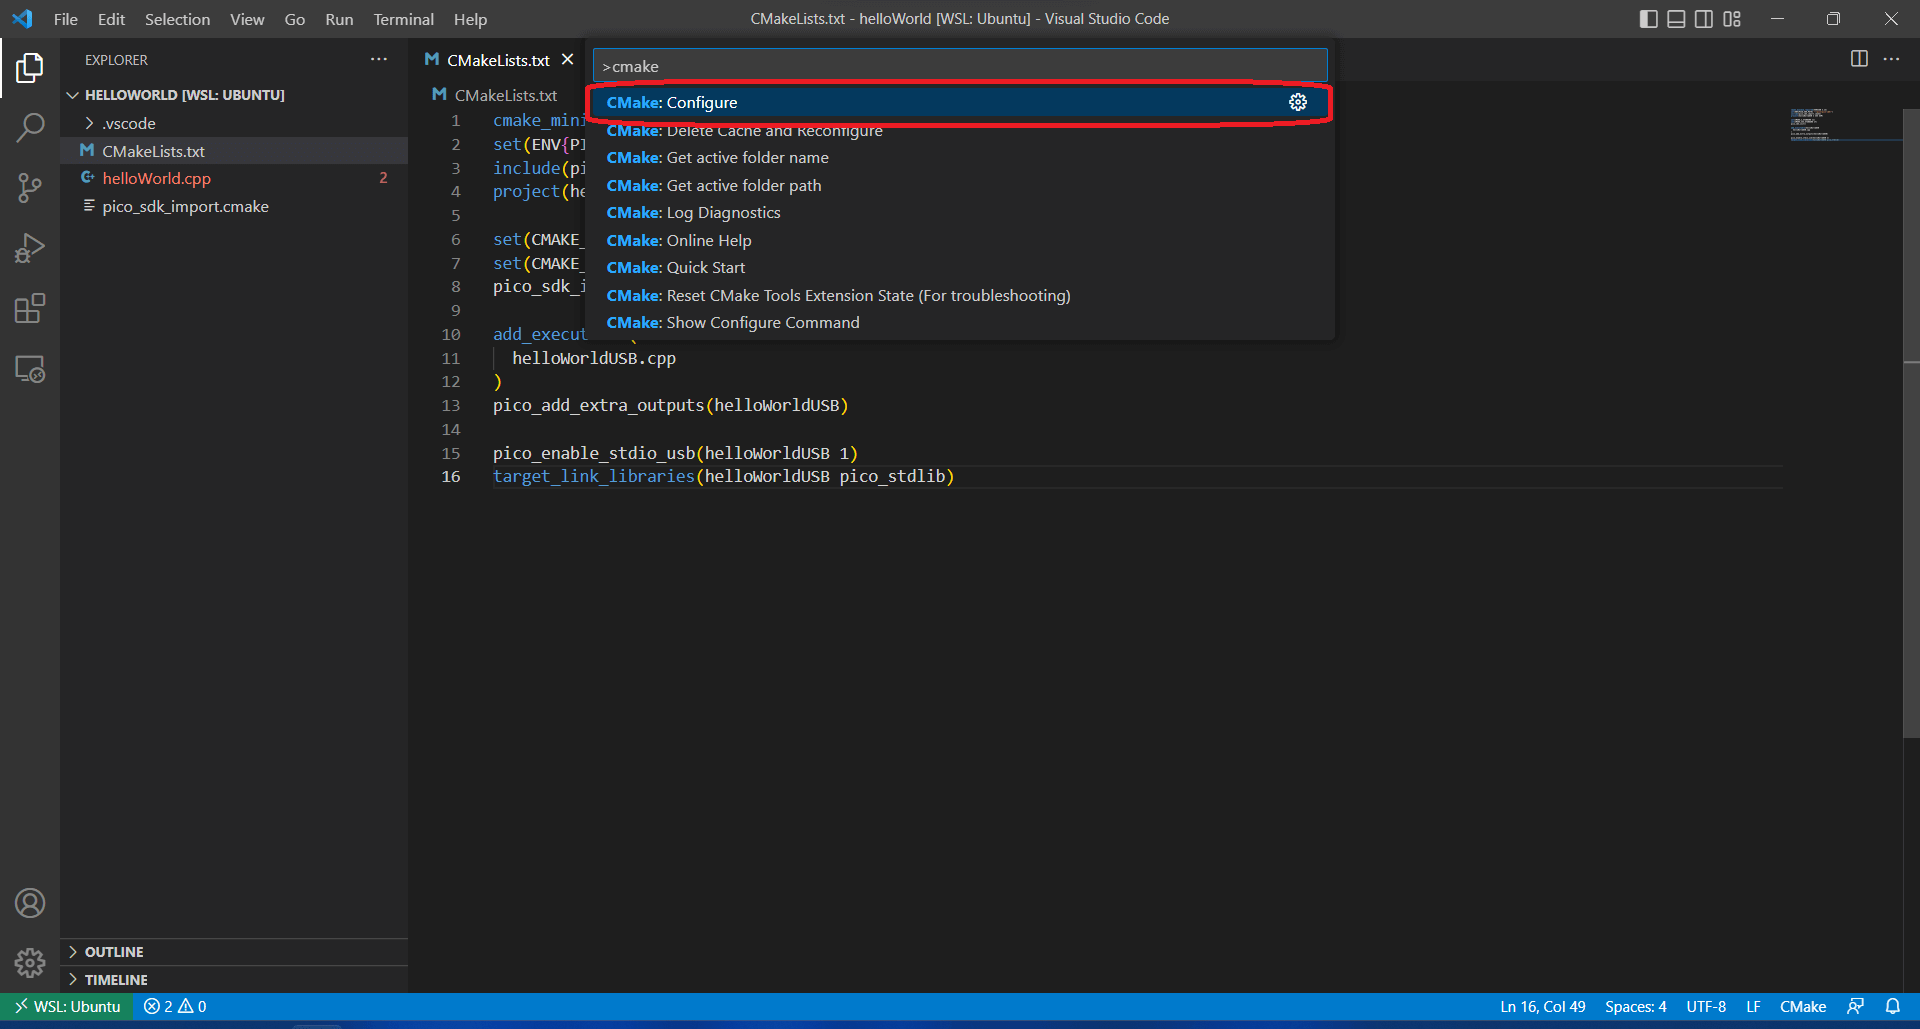 File Edit Selection View Go Run Terminal Help
CMakeLists.txt - helloWorld [WSL: Ubuntu] - Visual Studio Code
EXPLORER
HELLOWORLD [WSL: UBUNTU]
.vscode
CMakeLists.txt
helloWorld.cpp 2
pico_sdk_import.cmake
OUTLINE
TIMELINE
CMakeLists.txt
CMakeLists.txt
>cmake
CMake: Configure
CMake: Delete Cache and Reconfigure
CMake: Get active folder name
CMake: Get active folder path
CMake: Log Diagnostics
CMake: Online Help
CMake: Quick Start
CMake: Reset CMake Tools Extension State (For troubleshooting)
CMake: Show Configure Command
1 cmake_mini
2 set(ENV{PI
3 include(pi
4 project(he
5
6 set(CMAKE_
7 set(CMAKE_
8 pico_sdk_i
9
10 add_execut
11 helloWorldUSB.cpp
12 )
13 pico_add_extra_outputs(helloWorldUSB)
14
15 pico_enable_stdio_usb(helloWorldUSB 1)
16 target_link_libraries(helloWorldUSB pico_stdlib)
WSL: Ubuntu 2 0
Ln 16, Col 49 Spaces: 4 UTF-8 LF CMake